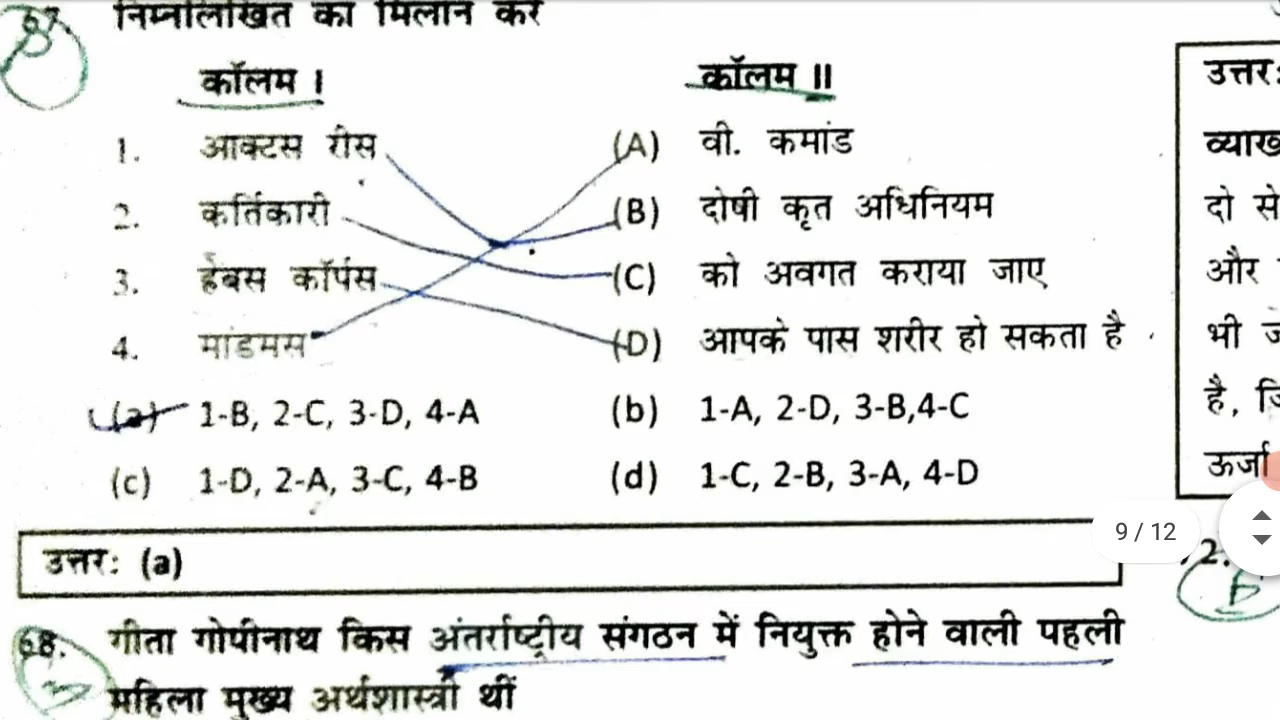 67.
निम्नलिखित का मिलान करें
कॉलम I
कॉलम II
1. आक्टस रीस
(A) वी. कमांड
2. कर्तिकारी
(B) दोषी कृत अधिनियम
3. हेबस कॉर्पस
(C) को अवगत कराया जाए
4. मांडमस
(D) आपके पास शरीर हो सकता है
(a) 1-B, 2-C, 3-D, 4-A
(b) 1-A, 2-D, 3-B,4-C
(c) 1-D, 2-A, 3-C, 4-B
(d) 1-C, 2-B, 3-A, 4-D
उत्तर: (a)
68. गीता गोपीनाथ किस अंतर्राष्ट्रीय संगठन में नियुक्त होने वाली पहली
महिला मुख्य अर्थशास्त्री थीं
उत्तर:
दो से
और
भी
है,
ऊर्जा
9 / 12